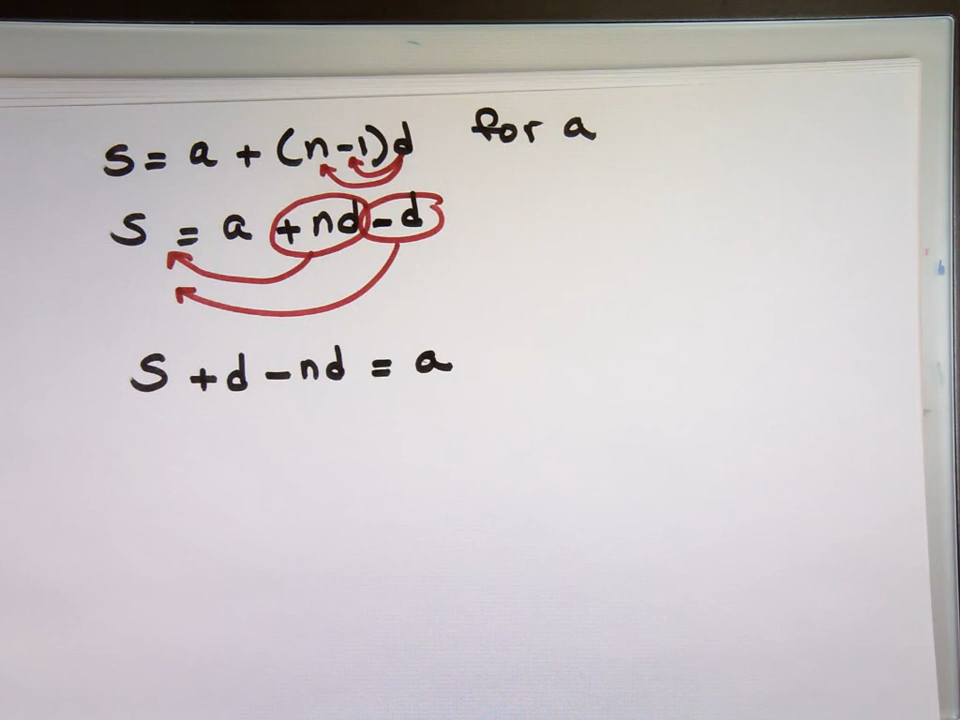 S = a + (n-1)d for a
S = a + nd - d
S + d - nd = a